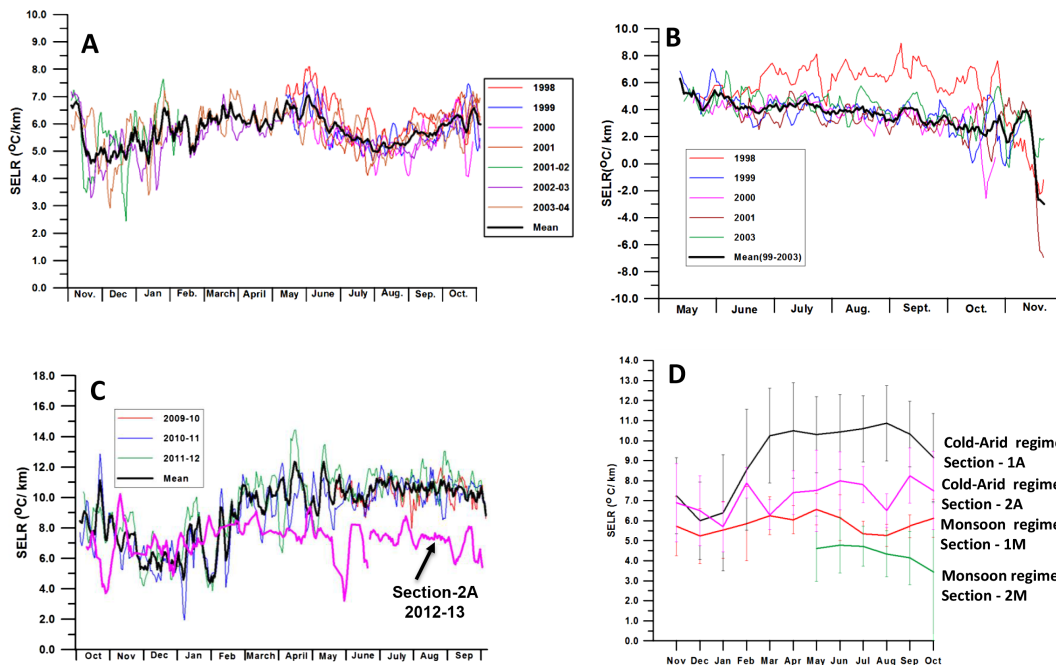 A
SELR (°C/km)
10.0
9.0
8.0
7.0
6.0
5.0
4.0
3.0
2.0
1.0
0.0
Nov. Dec Jan Feb. March April May June July Aug. Sep. Oct.
1998
1999
2000
2001
2001-02
2002-03
2003-04
Mean
B
SELR(°C/ km)
10.0
8.0
6.0
4.0
2.0
0.0
-2.0
-4.0
-6.0
-8.0
-10.0
May June July Aug. Sept. Oct. Nov.
1998
1999
2000
2001
2003
Mean(99-2003)
C
SELR (°C/ km)
18.0
16.0
14.0
12.0
10.0
8.0
6.0
4.0
2.0
0.0
Oct Nov Dec Jan Feb March April May June July Aug Sep
2009-10
2010-11
2011-12
Mean
Section-2A
2012-13
D
SELR (°C/km)
14.0
13.0
12.0
11.0
10.0
9.0
8.0
7.0
6.0
5.0
4.0
3.0
2.0
1.0
0.0
Nov Dec Jan Feb Mar Apr May Jun Jul Aug Sep Oct
Cold-Arid regime
Section - 1A
Cold-Arid regime
Section - 2A
Monsoon regime
Section - 1M
Monsoon regime
Section - 2M